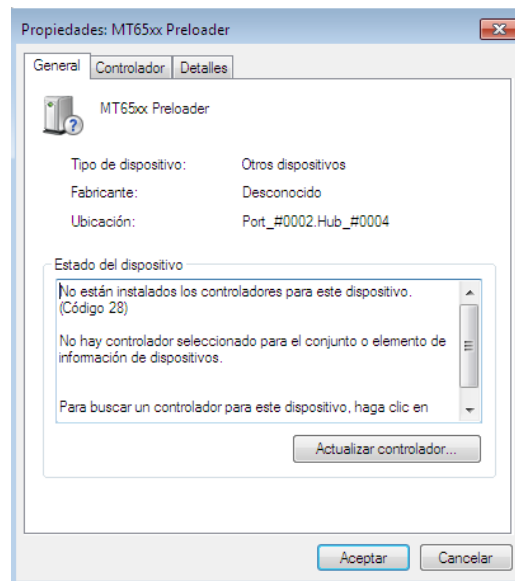 Propiedades: MT65xx Preloader
General Controlador Detalles
MT65xx Preloader
Tipo de dispositivo: Otros dispositivos
Fabricante: Desconocido
Ubicación: Port_#0002.Hub_#0004
Estado del dispositivo
No están instalados los controladores para este dispositivo.
(Código 28)
No hay controlador seleccionado para el conjunto o elemento de
información de dispositivos.
Para buscar un controlador para este dispositivo, haga clic en
Actualizar controlador...
Aceptar Cancelar